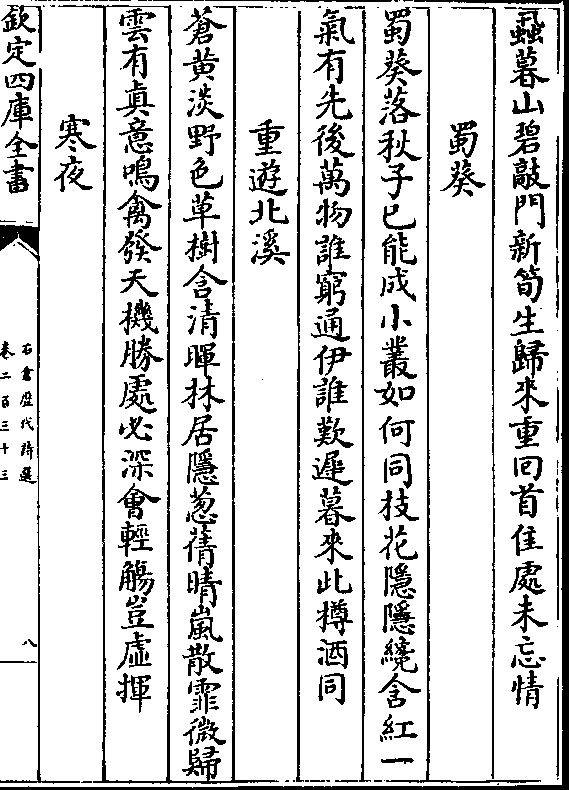 蝨暮山碧敲門新筍生歸來重回首佳處未忘情
蜀葵
蜀葵落秋子已能成小叢如何同枝花隱隱纔含紅一
氣有先後萬物誰窮通伊誰歎遲暮來此樽酒同
重遊北溪
蒼黄淡野色草樹含清暉林居隱葱蒨晴嵐散霏微歸
雲有真意鳴禽發天機勝處必深會輕觴豈虚揮
寒夜
欽定四庫全書
石倉歴代詩選
卷二百三十三
八